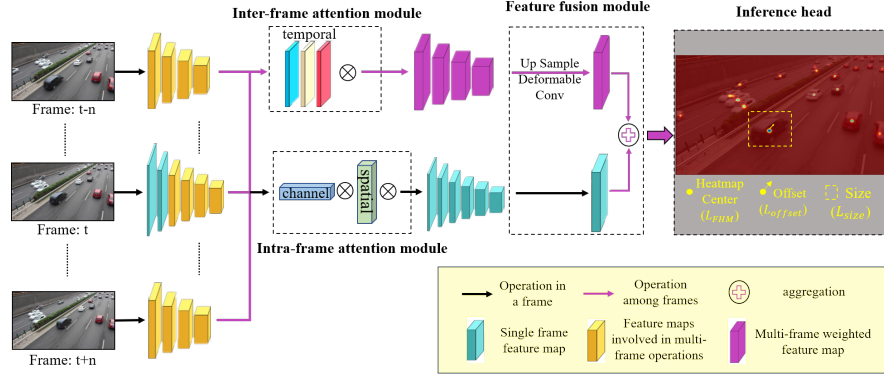 Inter-frame attention module
Feature fusion module
Inference head
temporal
Up Sample
Deformable
Conv
Frame: t-n
channel
spatial
Frame: t
Intra-frame attention module
Heatmap
Center
(L_FHM)
Offset
(L_offset)
Size
(L_size)
Frame: t+n
Operation in
a frame
Operation
among frames
aggregation
Single frame
feature map
Feature maps
involved in multi-
frame operations
Multi-frame weighted
feature map